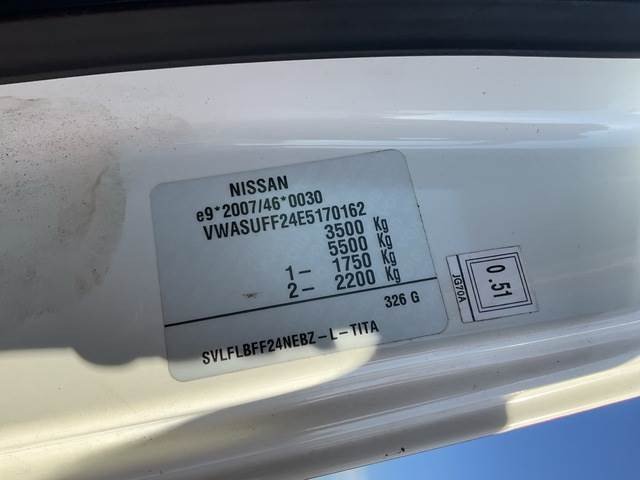 NISSAN
e9*2007/46*0030
VWASUFF24E5170162
3500 Kg
5500 Kg
1- 1750 Kg
2- 2200 Kg
326 G
SVLFLBFF24NEBZ-L-TITA
0.51
JG70A